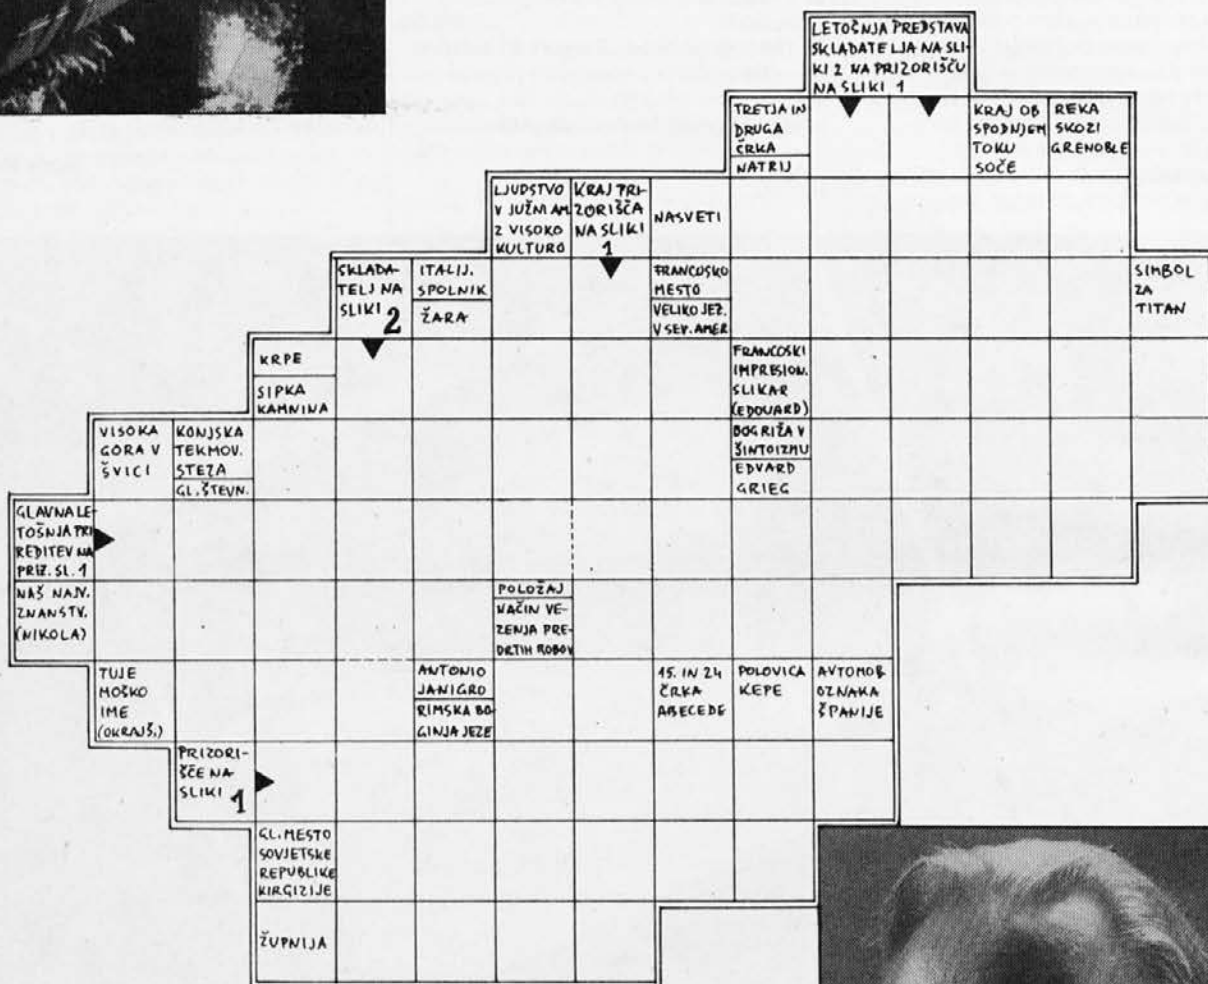 LETOŠNJA PREDSTAVA
SKLADATELJA NA SLI-
KI 2 NA PRIZORIŠČU
NA SLIKI 1
TRETJA IN
DRUGA
ČRKA
NATRIJ
KRAJ OB
SPODNJEM
TOKU
SOČE
REKA
SKOZI
GRENOBLE
LJUDSTVO
V JUŽNI AM.
Z VISOKO
KULTURO
KRAJ PRI-
ZORIŠČA
NA SLIKI
1
NASVETI
SKLADA-
TELJ NA
SLIKI 2
ITALIJ.
SPOLNIK
ŽARA
FRANCOSKO
MESTO
VELIKO JEZ.
V SEV. AMER
SIMBOL
ZA
TITAN
KRPE
SIPKA
KAMNINA
FRANCOSKI
IMPRESION.
SLIKAR
(EDOUARD)
VISOKA
GORA V
ŠVICI
KONJSKA
TEKMOV.
STEZA
GL. ŠTEVN.
BOG RIŽA V
ŠINTOIZMU
EDVARD
GRIEG
GLAVNA LE-
TOŠNJA PRI
REDITEV NA
PRIZ. SL. 1
NAŠ NAJV.
ZNANSTV.
(NIKOLA)
POLOŽAJ
NAČIN VE-
ZENJA PRE-
DRTIH ROBOV
TUJE
MOŠKO
IME
(OKRAJŠ.)
ANTONIO
JANIGRO
RIMSKA BO-
GINJA JEZE
15. IN 24
ČRKA
ABECEDE
POLOVICA
KEPE
AVTOMOB
OZNAKA
ŠPANIJE
PRIZORI-
ŠČE NA
SLIKI 1
GL. MESTO
SOVJETSKE
REPUBLIKE
KIRGIZIJE
ŽUPNIJA